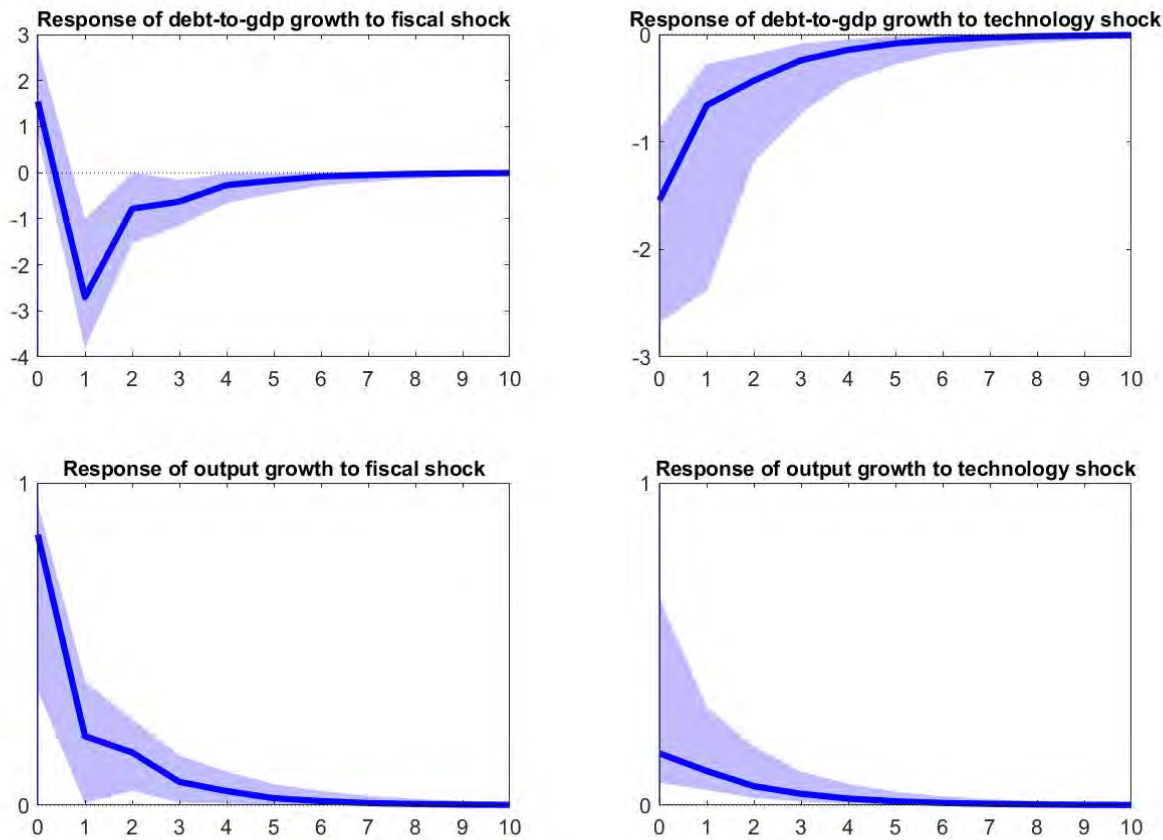 Response of debt-to-gdp growth to fiscal shock
3
2
1
0
-1
-2
-3
-4
0 1 2 3 4 5 6 7 8 9 10
Response of debt-to-gdp growth to technology shock
0
-1
-2
-3
0 1 2 3 4 5 6 7 8 9 10
Response of output growth to fiscal shock
1
0
0 1 2 3 4 5 6 7 8 9 10
Response of output growth to technology shock
1
0
0 1 2 3 4 5 6 7 8 9 10